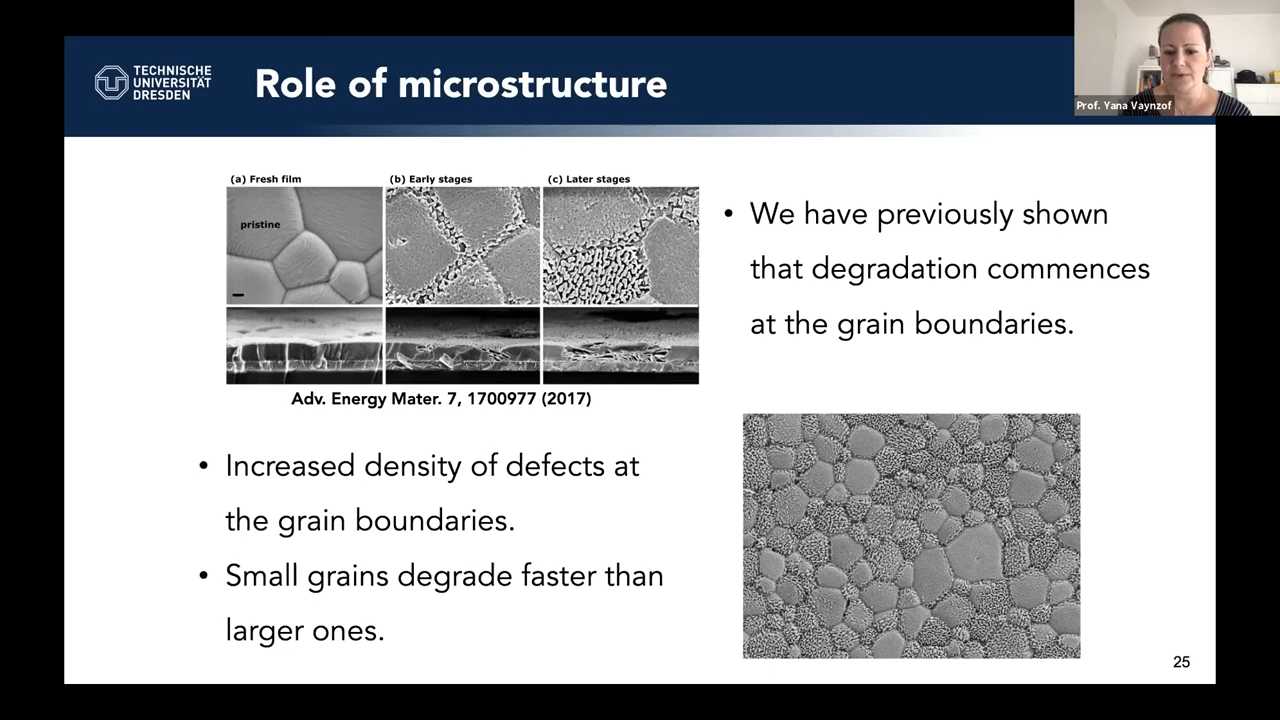 TECHNISCHE
UNIVERSITÄT
DRESDEN
Role of microstructure
Prof. Yana Vaynzof
(a) Fresh film
(b) Early stages
(c) Later stages
pristine
Adv. Energy Mater. 7, 1700977 (2017)
• We have previously shown
that degradation commences
at the grain boundaries.
• Increased density of defects at
the grain boundaries.
• Small grains degrade faster than
larger ones.
25